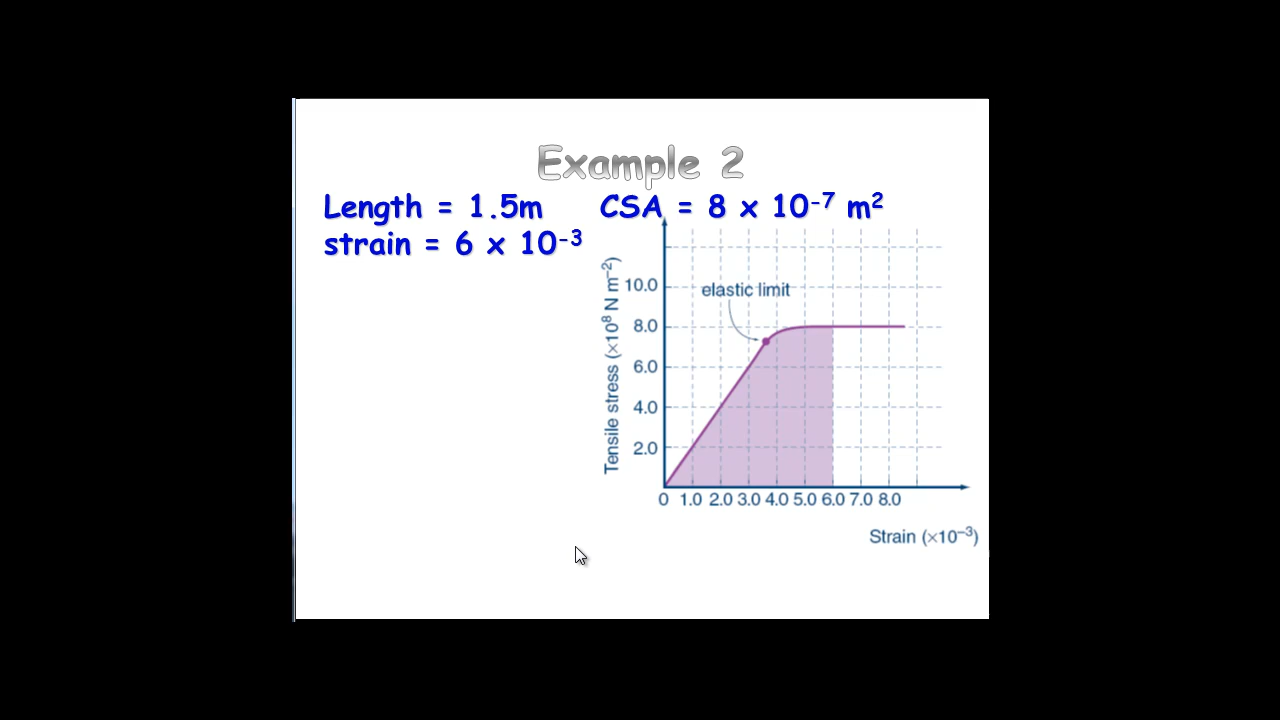 Example 2
Length = 1.5m CSA = 8 x 10⁻⁷ m²
strain = 6 x 10⁻³
Tensile stress (×10⁸ N m⁻²)
10.0
8.0
6.0
4.0
2.0
elastic limit
0 1.0 2.0 3.0 4.0 5.0 6.0 7.0 8.0
Strain (×10⁻³)